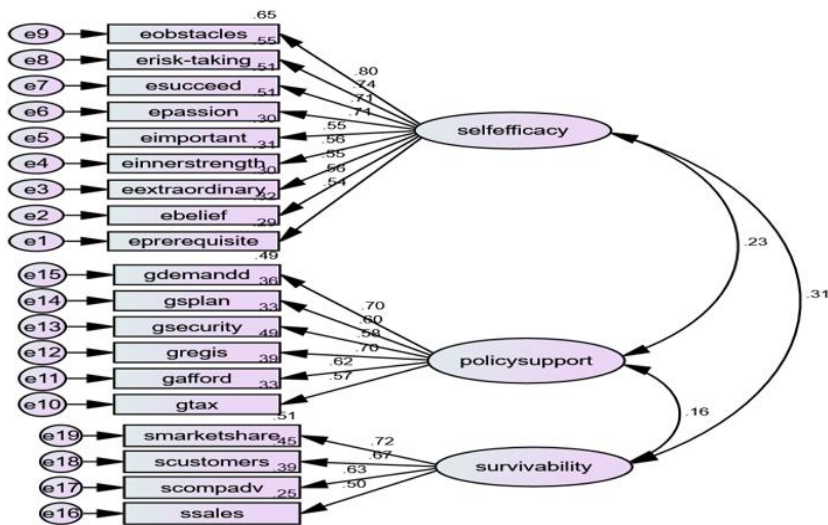 .65
e9 eobstacles
.55
e8 erisk-taking .80
.51
e7 esucceed .74
.51
e6 epassion .71
.30 .71
e5 eimportant .55 selfefficacy
.31
e4 einnerstrength .56
.30 .55
e3 eextraordinary .56
.32
e2 ebelief .54
.29
e1 eprerequisite
.23
.49
e15 gdemandd
.36
e14 gsplan .70 .31
.33 .60
e13 gsecurity .58
.49 .70
e12 gregis policysupport
.39 .62
e11 gafford .57
.33
e10 gtax
.51 .16
e19 smarketshare .72
.45
e18 scustomers .67
.39 .63 survivability
e17 scompadv .50
.25
e16 ssales